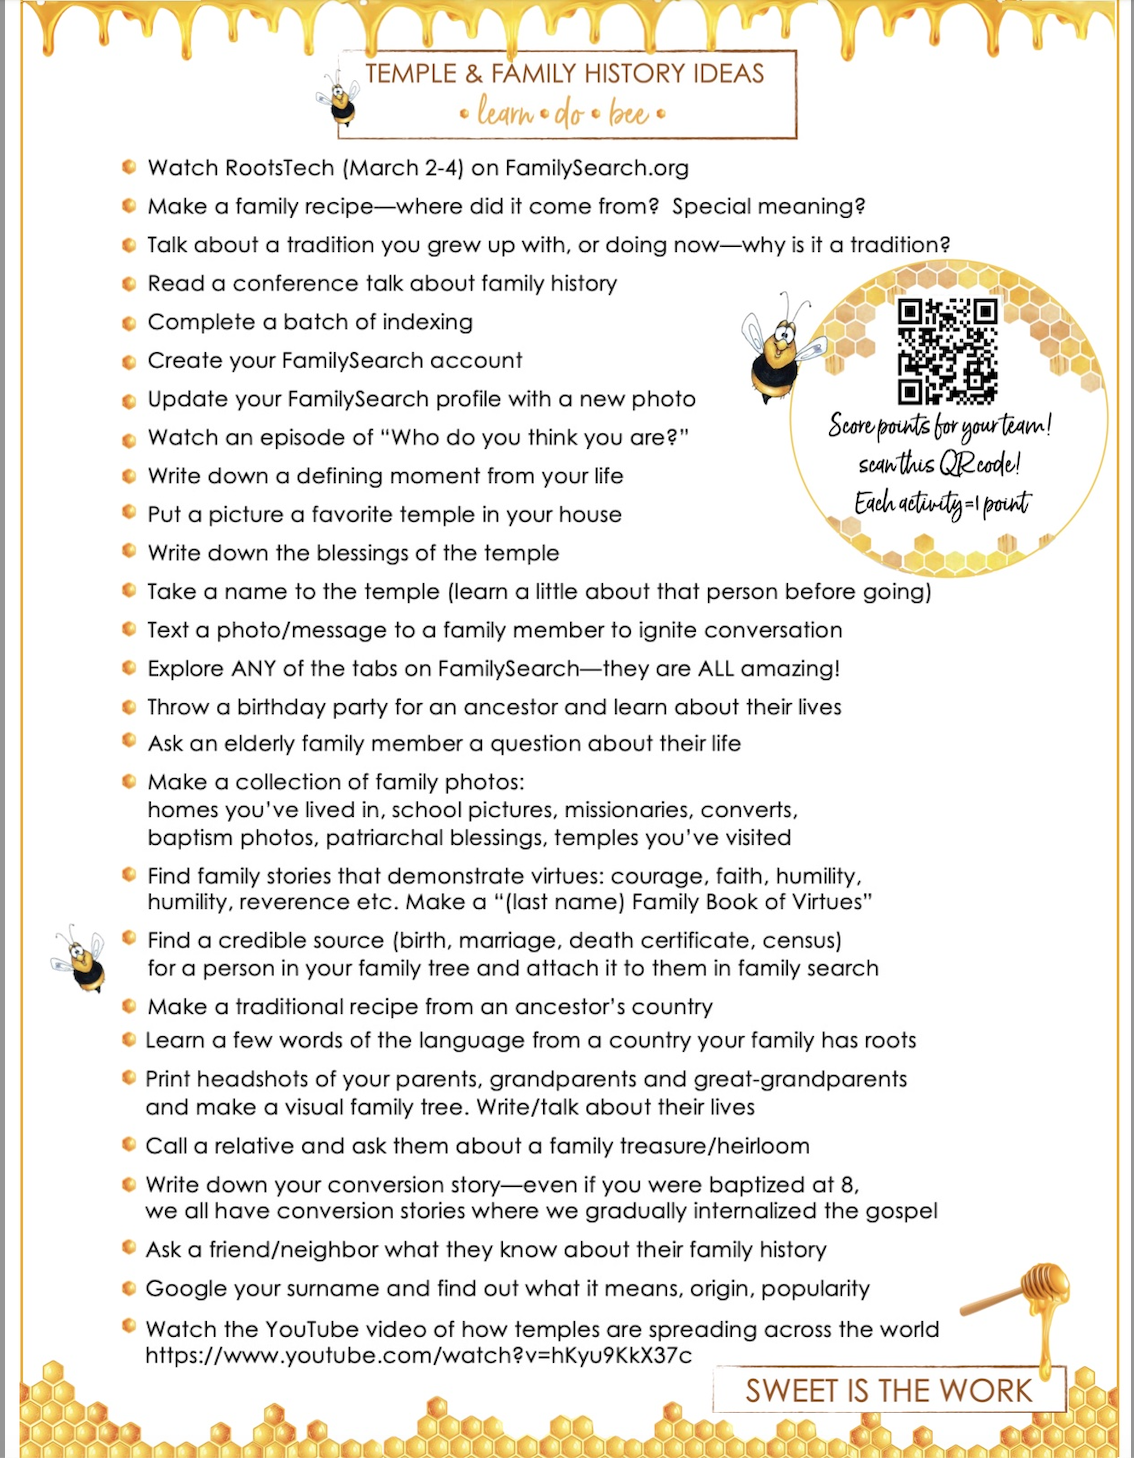 TEMPLE & FAMILY HISTORY IDEAS
• learn • do • bee •
Watch RootsTech (March 2-4) on FamilySearch.org
Make a family recipe—where did it come from?  Special meaning?
Talk about a tradition you grew up with, or doing now—why is it a tradition?
Read a conference talk about family history
Complete a batch of indexing
Create your FamilySearch account
Update your FamilySearch profile with a new photo
Watch an episode of “Who do you think you are?”
Write down a defining moment from your life
Put a picture a favorite temple in your house
Write down the blessings of the temple
Score points for your team!
scan this QR code!
Each activity=1 point
Take a name to the temple (learn a little about that person before going)
Text a photo/message to a family member to ignite conversation
Explore ANY of the tabs on FamilySearch—they are ALL amazing!
Throw a birthday party for an ancestor and learn about their lives
Ask an elderly family member a question about their life
Make a collection of family photos:
homes you’ve lived in, school pictures, missionaries, converts,
baptism photos, patriarchal blessings, temples you’ve visited
Find family stories that demonstrate virtues: courage, faith, humility,
humility, reverence etc. Make a “(last name) Family Book of Virtues”
Find a credible source (birth, marriage, death certificate, census)
for a person in your family tree and attach it to them in family search
Make a traditional recipe from an ancestor’s country
Learn a few words of the language from a country your family has roots
Print headshots of your parents, grandparents and great-grandparents
and make a visual family tree. Write/talk about their lives
Call a relative and ask them about a family treasure/heirloom
Write down your conversion story—even if you were baptized at 8,
we all have conversion stories where we gradually internalized the gospel
Ask a friend/neighbor what they know about their family history
Google your surname and find out what it means, origin, popularity
Watch the YouTube video of how temples are spreading across the world
https://www.youtube.com/watch?v=hKyu9KkX37c
SWEET IS THE WORK